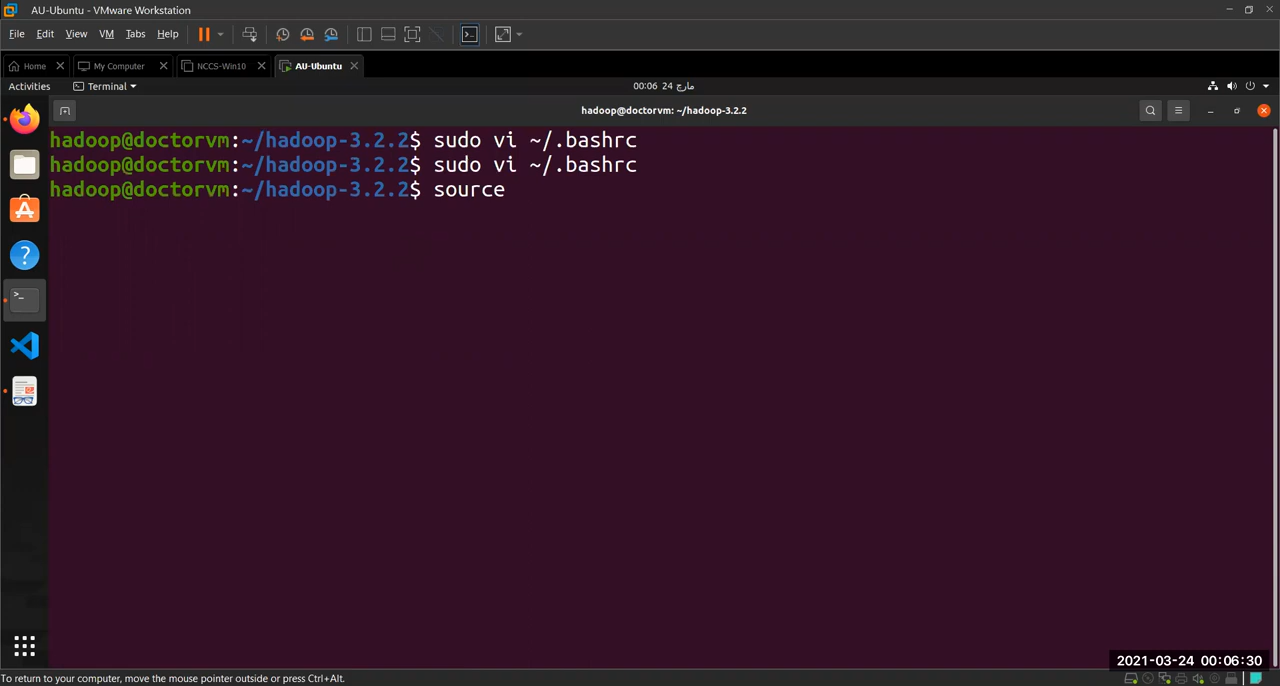 AU-Ubuntu - VMware Workstation
File Edit View VM Tabs Help
Home My Computer NCCS-Win10 AU-Ubuntu
Activities Terminal 00:06 24 مارچ
hadoop@doctorvm: ~/hadoop-3.2.2
hadoop@doctorvm:~/hadoop-3.2.2$ sudo vi ~/.bashrc
hadoop@doctorvm:~/hadoop-3.2.2$ sudo vi ~/.bashrc
hadoop@doctorvm:~/hadoop-3.2.2$ source
2021-03-24 00:06:30
To return to your computer, move the mouse pointer outside or press Ctrl+Alt.